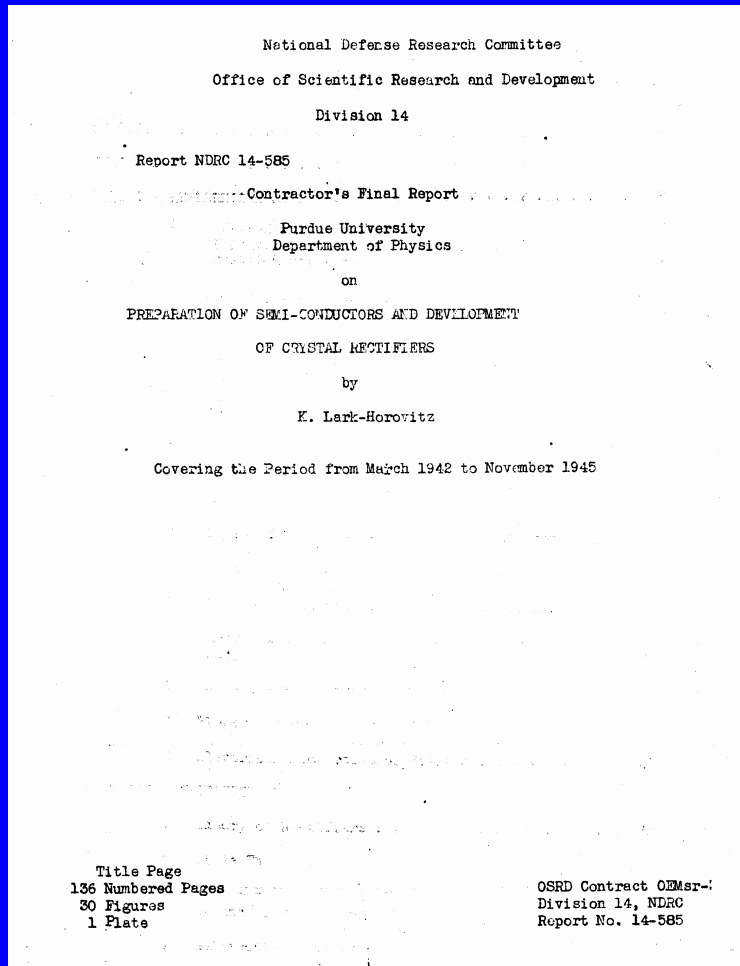 National Defense Research Committee
Office of Scientific Research and Development
Division 14
Report NDRC 14-585
Contractor's Final Report
Purdue University
Department of Physics
on
PREPARATION OF SEMI-CONDUCTORS AND DEVELOPMENT
OF CRYSTAL RECTIFIERS
by
K. Lark-Horovitz
Covering the Period from March 1942 to November 1945
Title Page
136 Numbered Pages
30 Figures
1 Plate
OSRD Contract OEMsr-
Division 14, NDRC
Report No. 14-585